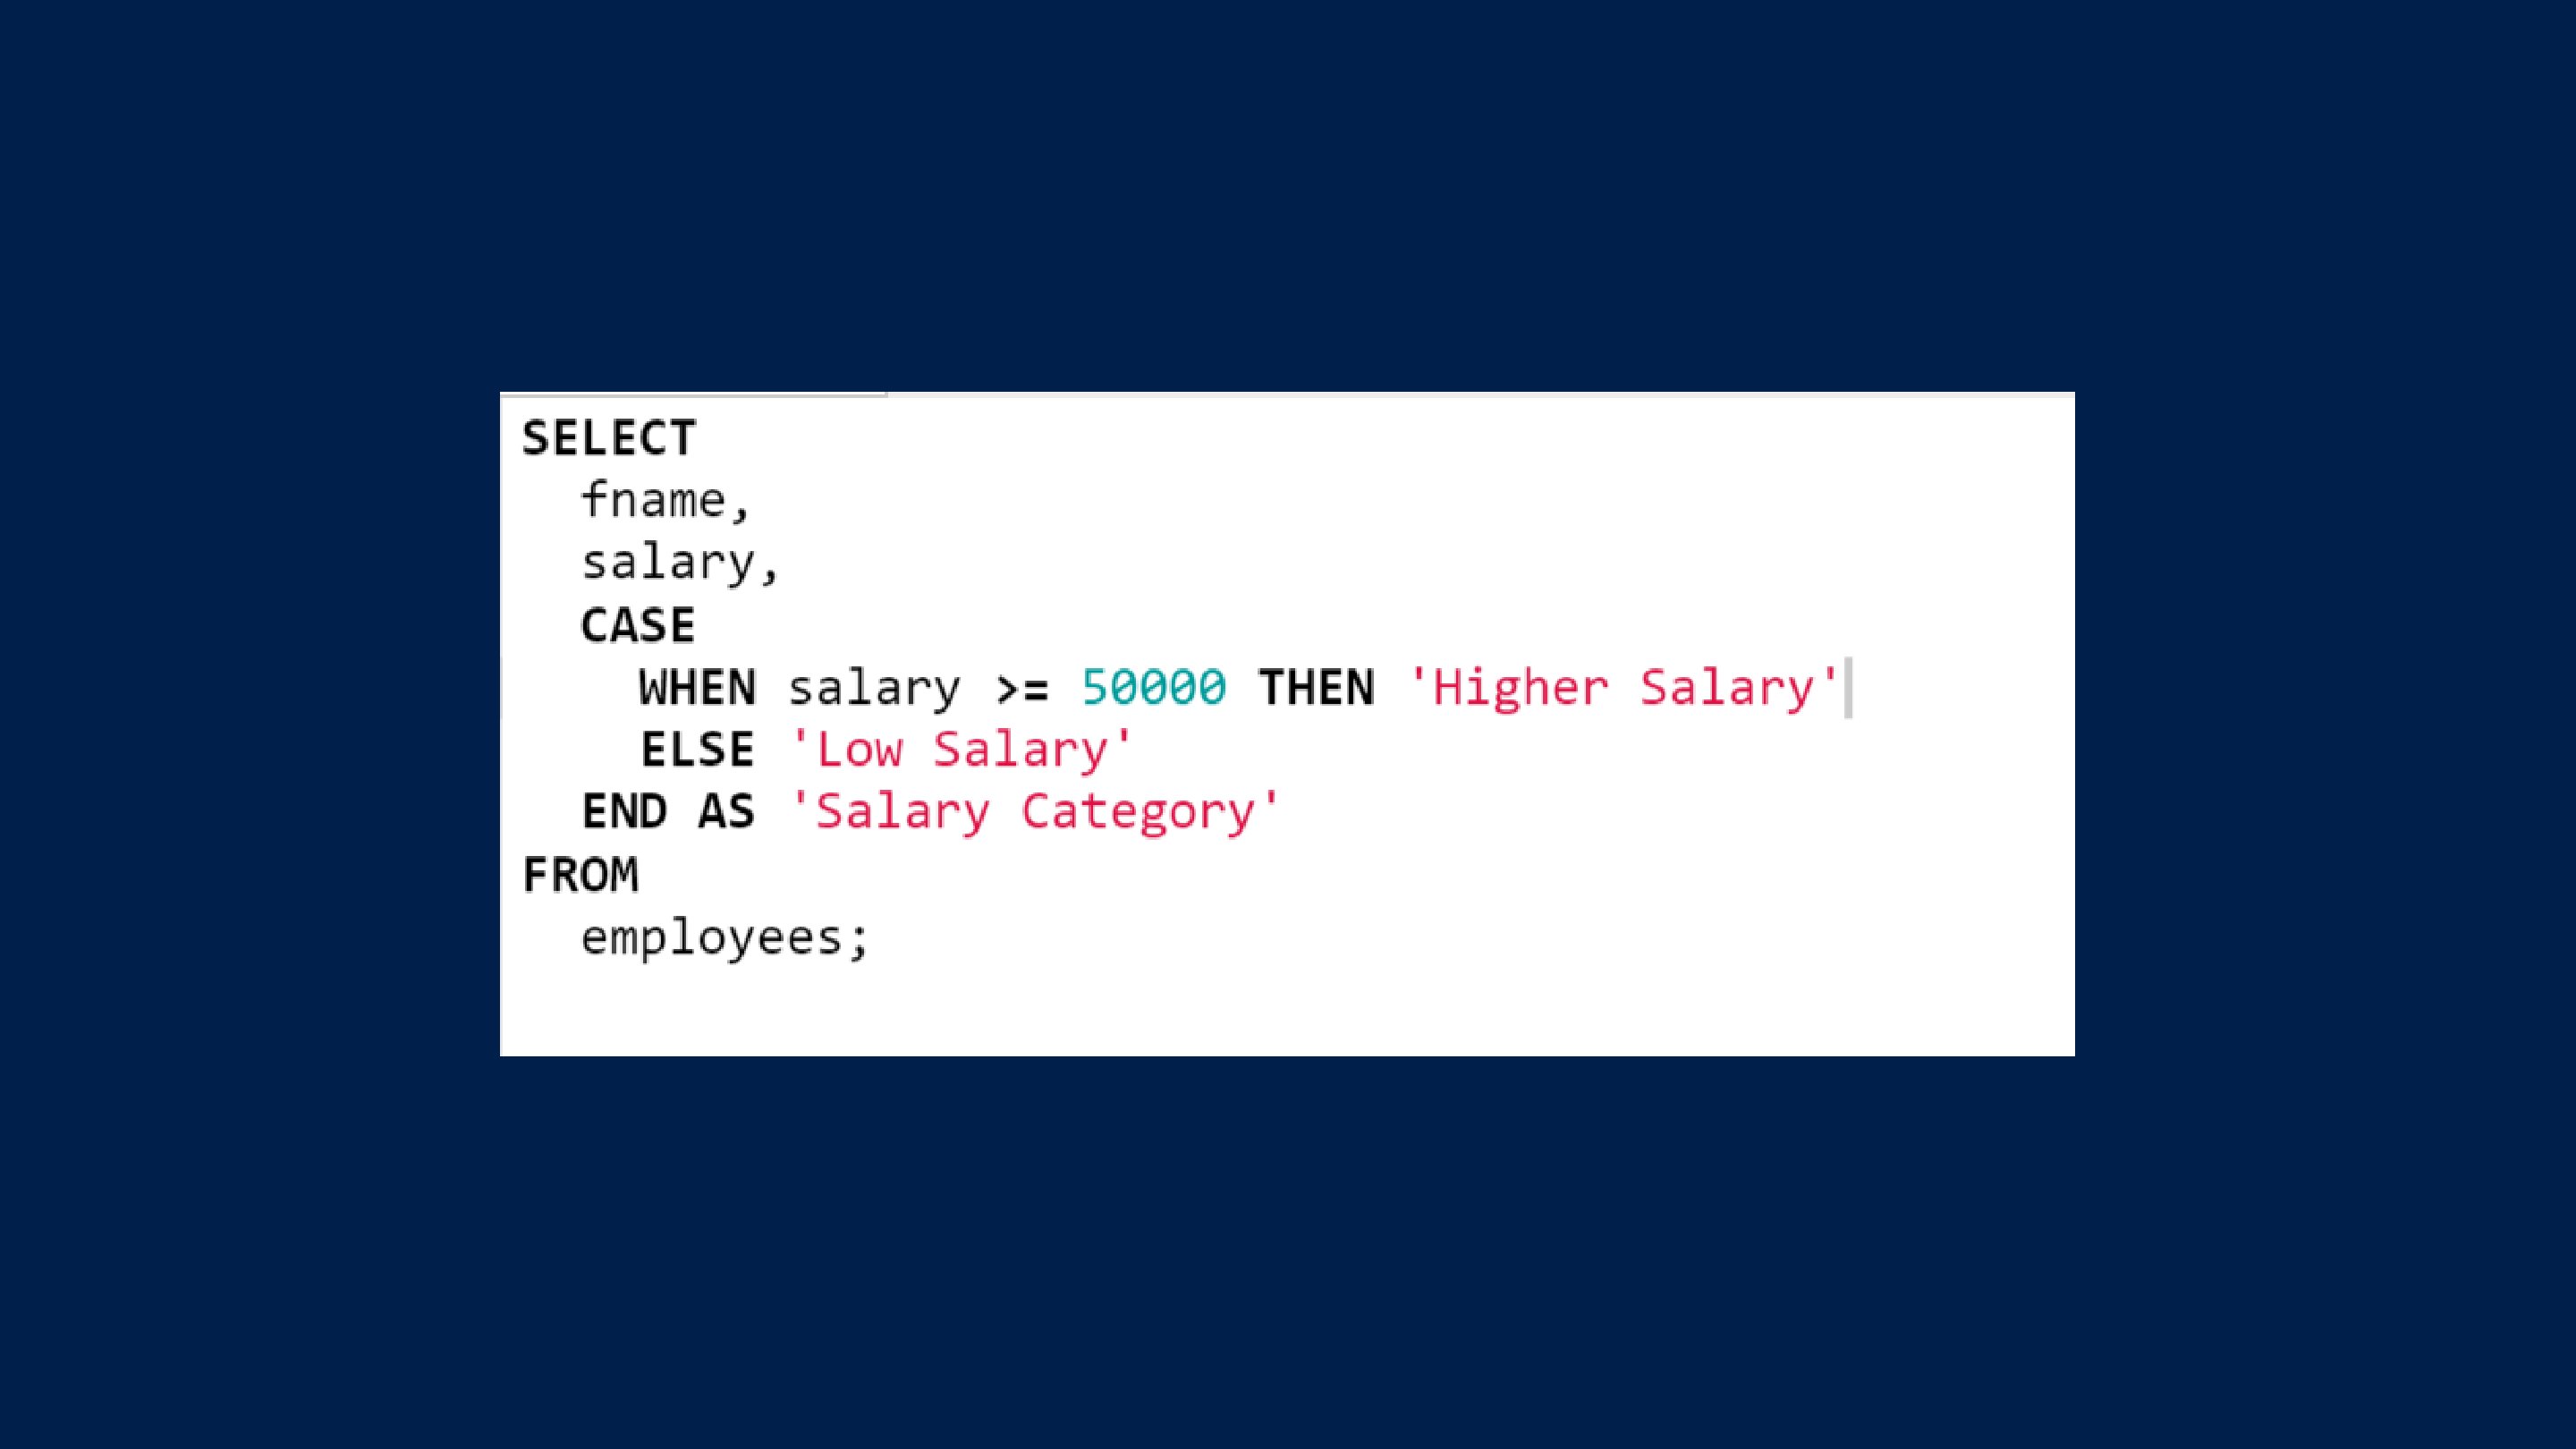 SELECT
fname,
salary,
CASE
WHEN salary >= 50000 THEN 'Higher Salary'
ELSE 'Low Salary'
END AS 'Salary Category'
FROM
employees;